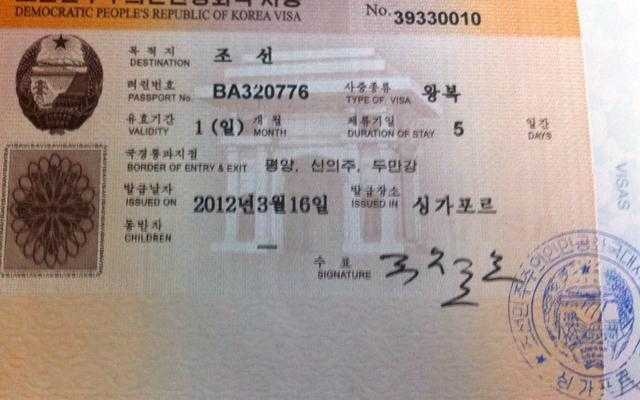 DEMOCRATIC PEOPLE'S REPUBLIC OF KOREA VISA No. 39330010
목적지 조선
DESTINATION
려권번호 BA320776 사증종류 왕복
PASSPORT No. TYPE OF VISA
유효기간 1(일) 개월 체류기일 5 일간
VALIDITY MONTH DURATION OF STAY DAYS
국경통과지점 평양, 신의주, 두만강
BORDER OF ENTRY & EXIT
발급날자 2012년3월16일 발급장소 싱가포르
ISSUED ON ISSUED IN
동반자
CHILDREN —
수표
SIGNATURE
VISAS
싱가포르